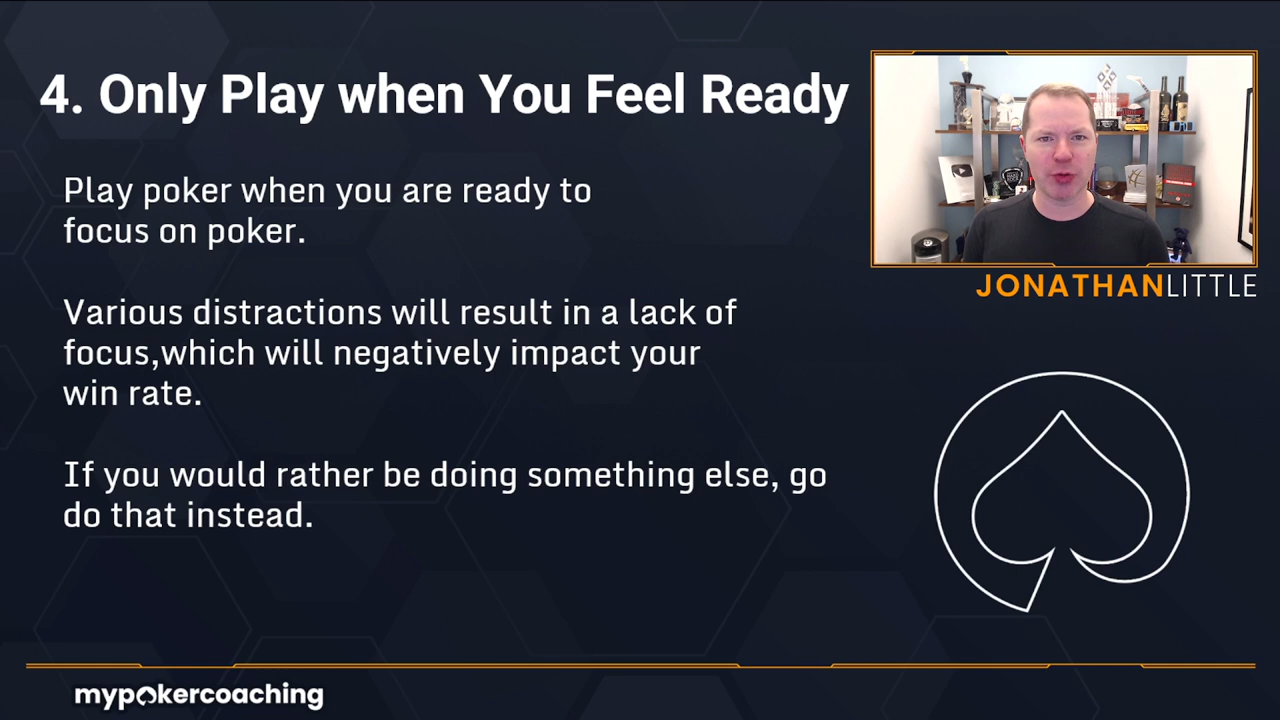 4. Only Play when You Feel Ready
Play poker when you are ready to
focus on poker.
Various distractions will result in a lack of
focus,which will negatively impact your
win rate.
If you would rather be doing something else, go
do that instead.
JONATHANLITTLE
mypokercoaching